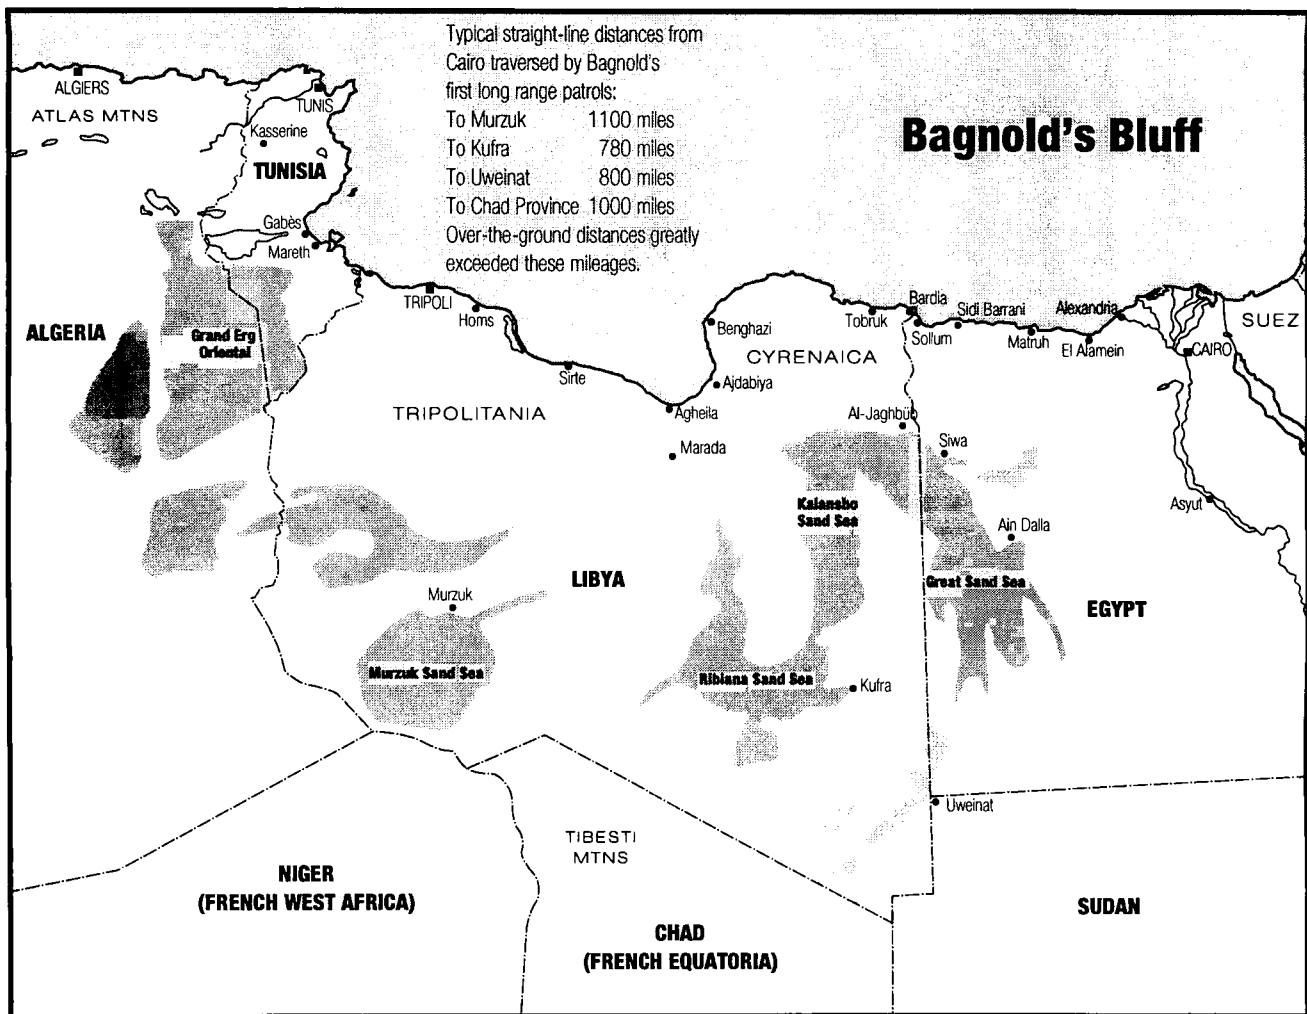 Typical straight-line distances from
Cairo traversed by Bagnold's
first long range patrols:
To Murzuk 1100 miles
To Kufra 780 miles
To Uweinat 800 miles
To Chad Province 1000 miles
Over-the-ground distances greatly
exceeded these mileages.
Bagnold's Bluff
ALGIERS
ATLAS MTNS
TUNIS
Kasserine
TUNISIA
Gabès
Mareth
TRIPOLI
Homs
ALGERIA
Grand Erg
Oriental
Sirte
Benghazi
Tobruk
Bardia
Sollum
Sidi Barrani
Matruh
El Alamein
Alexandria
SUEZ
CAIRO
CYRENAICA
Ajdabiya
TRIPOLITANIA
Agheila
Al-Jaghbūb
Marada
Siwa
Kalansho
Sand Sea
Asyut
Ain Dalla
LIBYA
Great Sand Sea
EGYPT
Murzuk
Murzuk Sand Sea
Ribiana Sand Sea
Kufra
Uweinat
TIBESTI
MTNS
NIGER
(FRENCH WEST AFRICA)
CHAD
(FRENCH EQUATORIA)
SUDAN